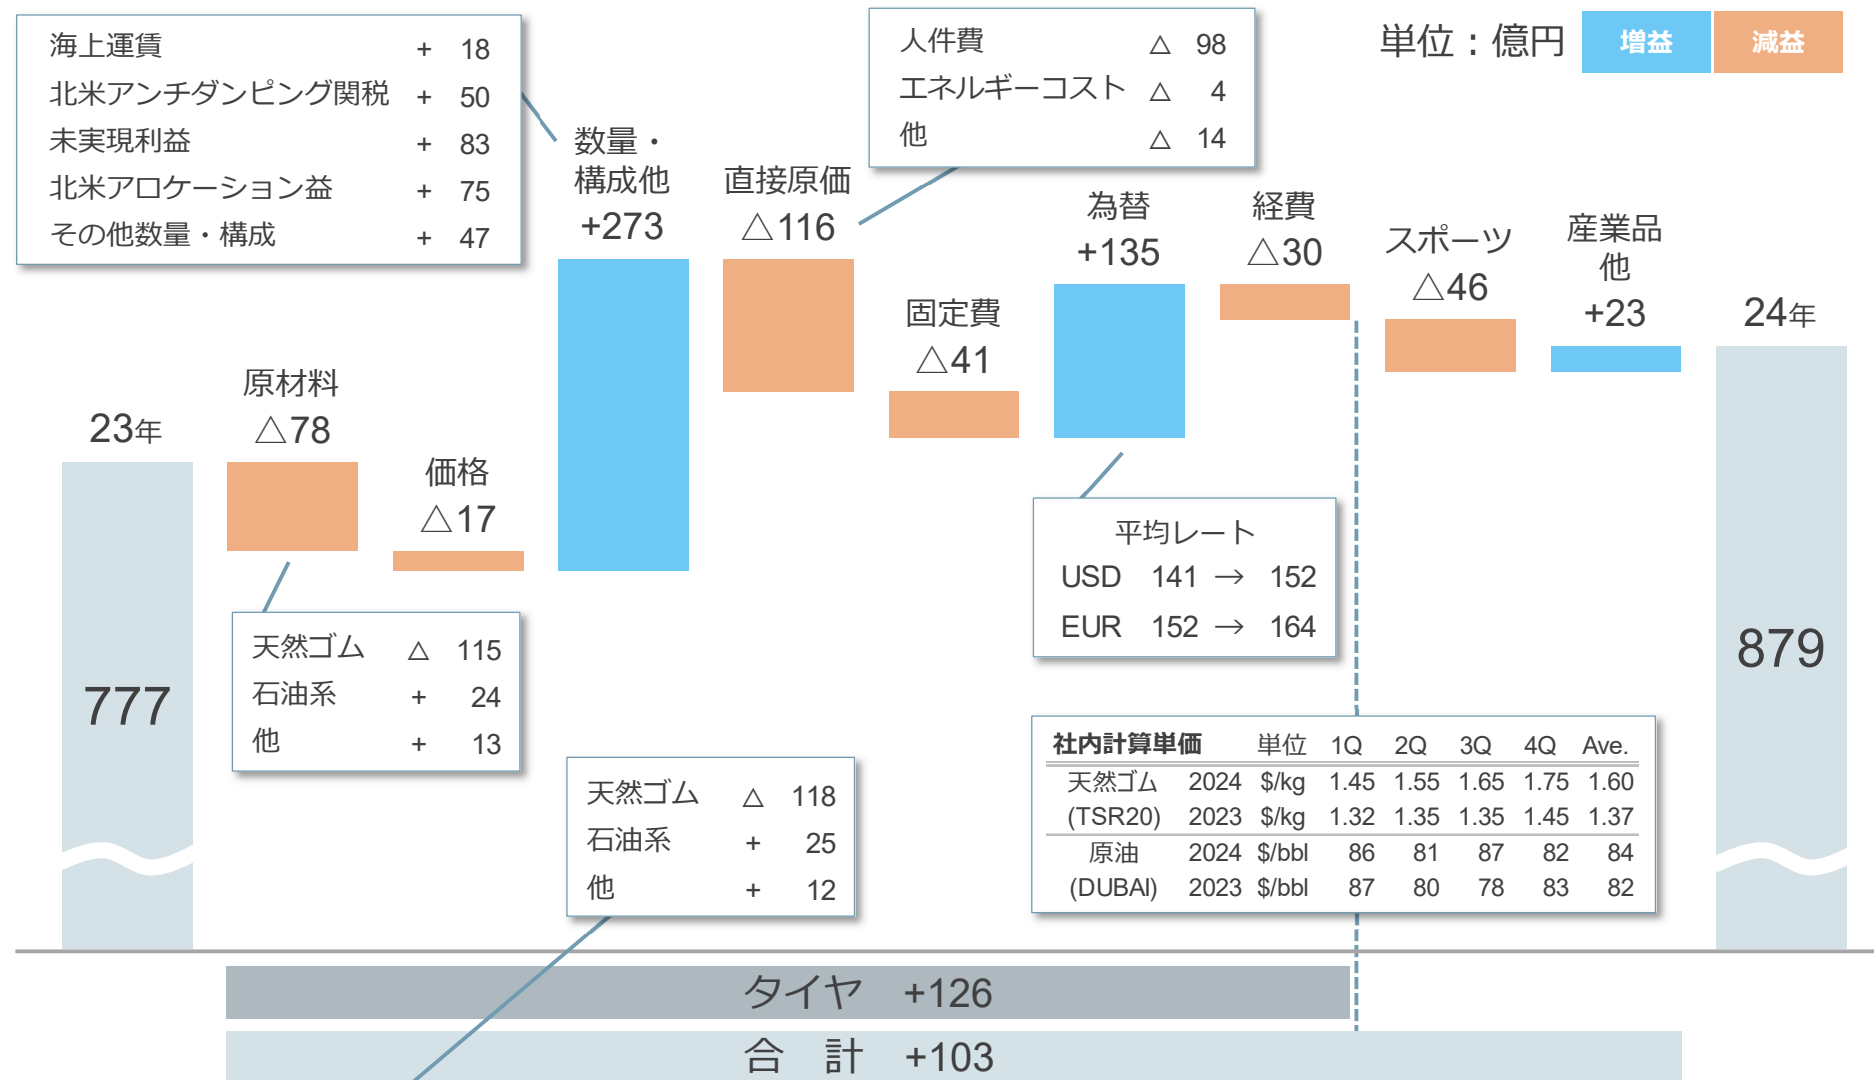 単位：億円 増益 減益
海上運賃 + 18
北米アンチダンピング関税 + 50
未実現利益 + 83
北米アロケーション益 + 75
その他数量・構成 + 47
人件費 △ 98
エネルギーコスト △ 4
他 △ 14
23年
777
原材料
△78
価格
△17
数量・
構成他
+273
直接原価
△116
固定費
△41
為替
+135
経費
△30
スポーツ
△46
産業品
他
+23
24年
879
天然ゴム △ 115
石油系 + 24
他 + 13
天然ゴム △ 118
石油系 + 25
他 + 12
平均レート
USD 141 → 152
EUR 152 → 164
社内計算単価 単位 1Q 2Q 3Q 4Q Ave.
天然ゴム 2024 $/kg 1.45 1.55 1.65 1.75 1.60
(TSR20) 2023 $/kg 1.32 1.35 1.35 1.45 1.37
原油 2024 $/bbl 86 81 87 82 84
(DUBAI) 2023 $/bbl 87 80 78 83 82
タイヤ +126
合 計 +103